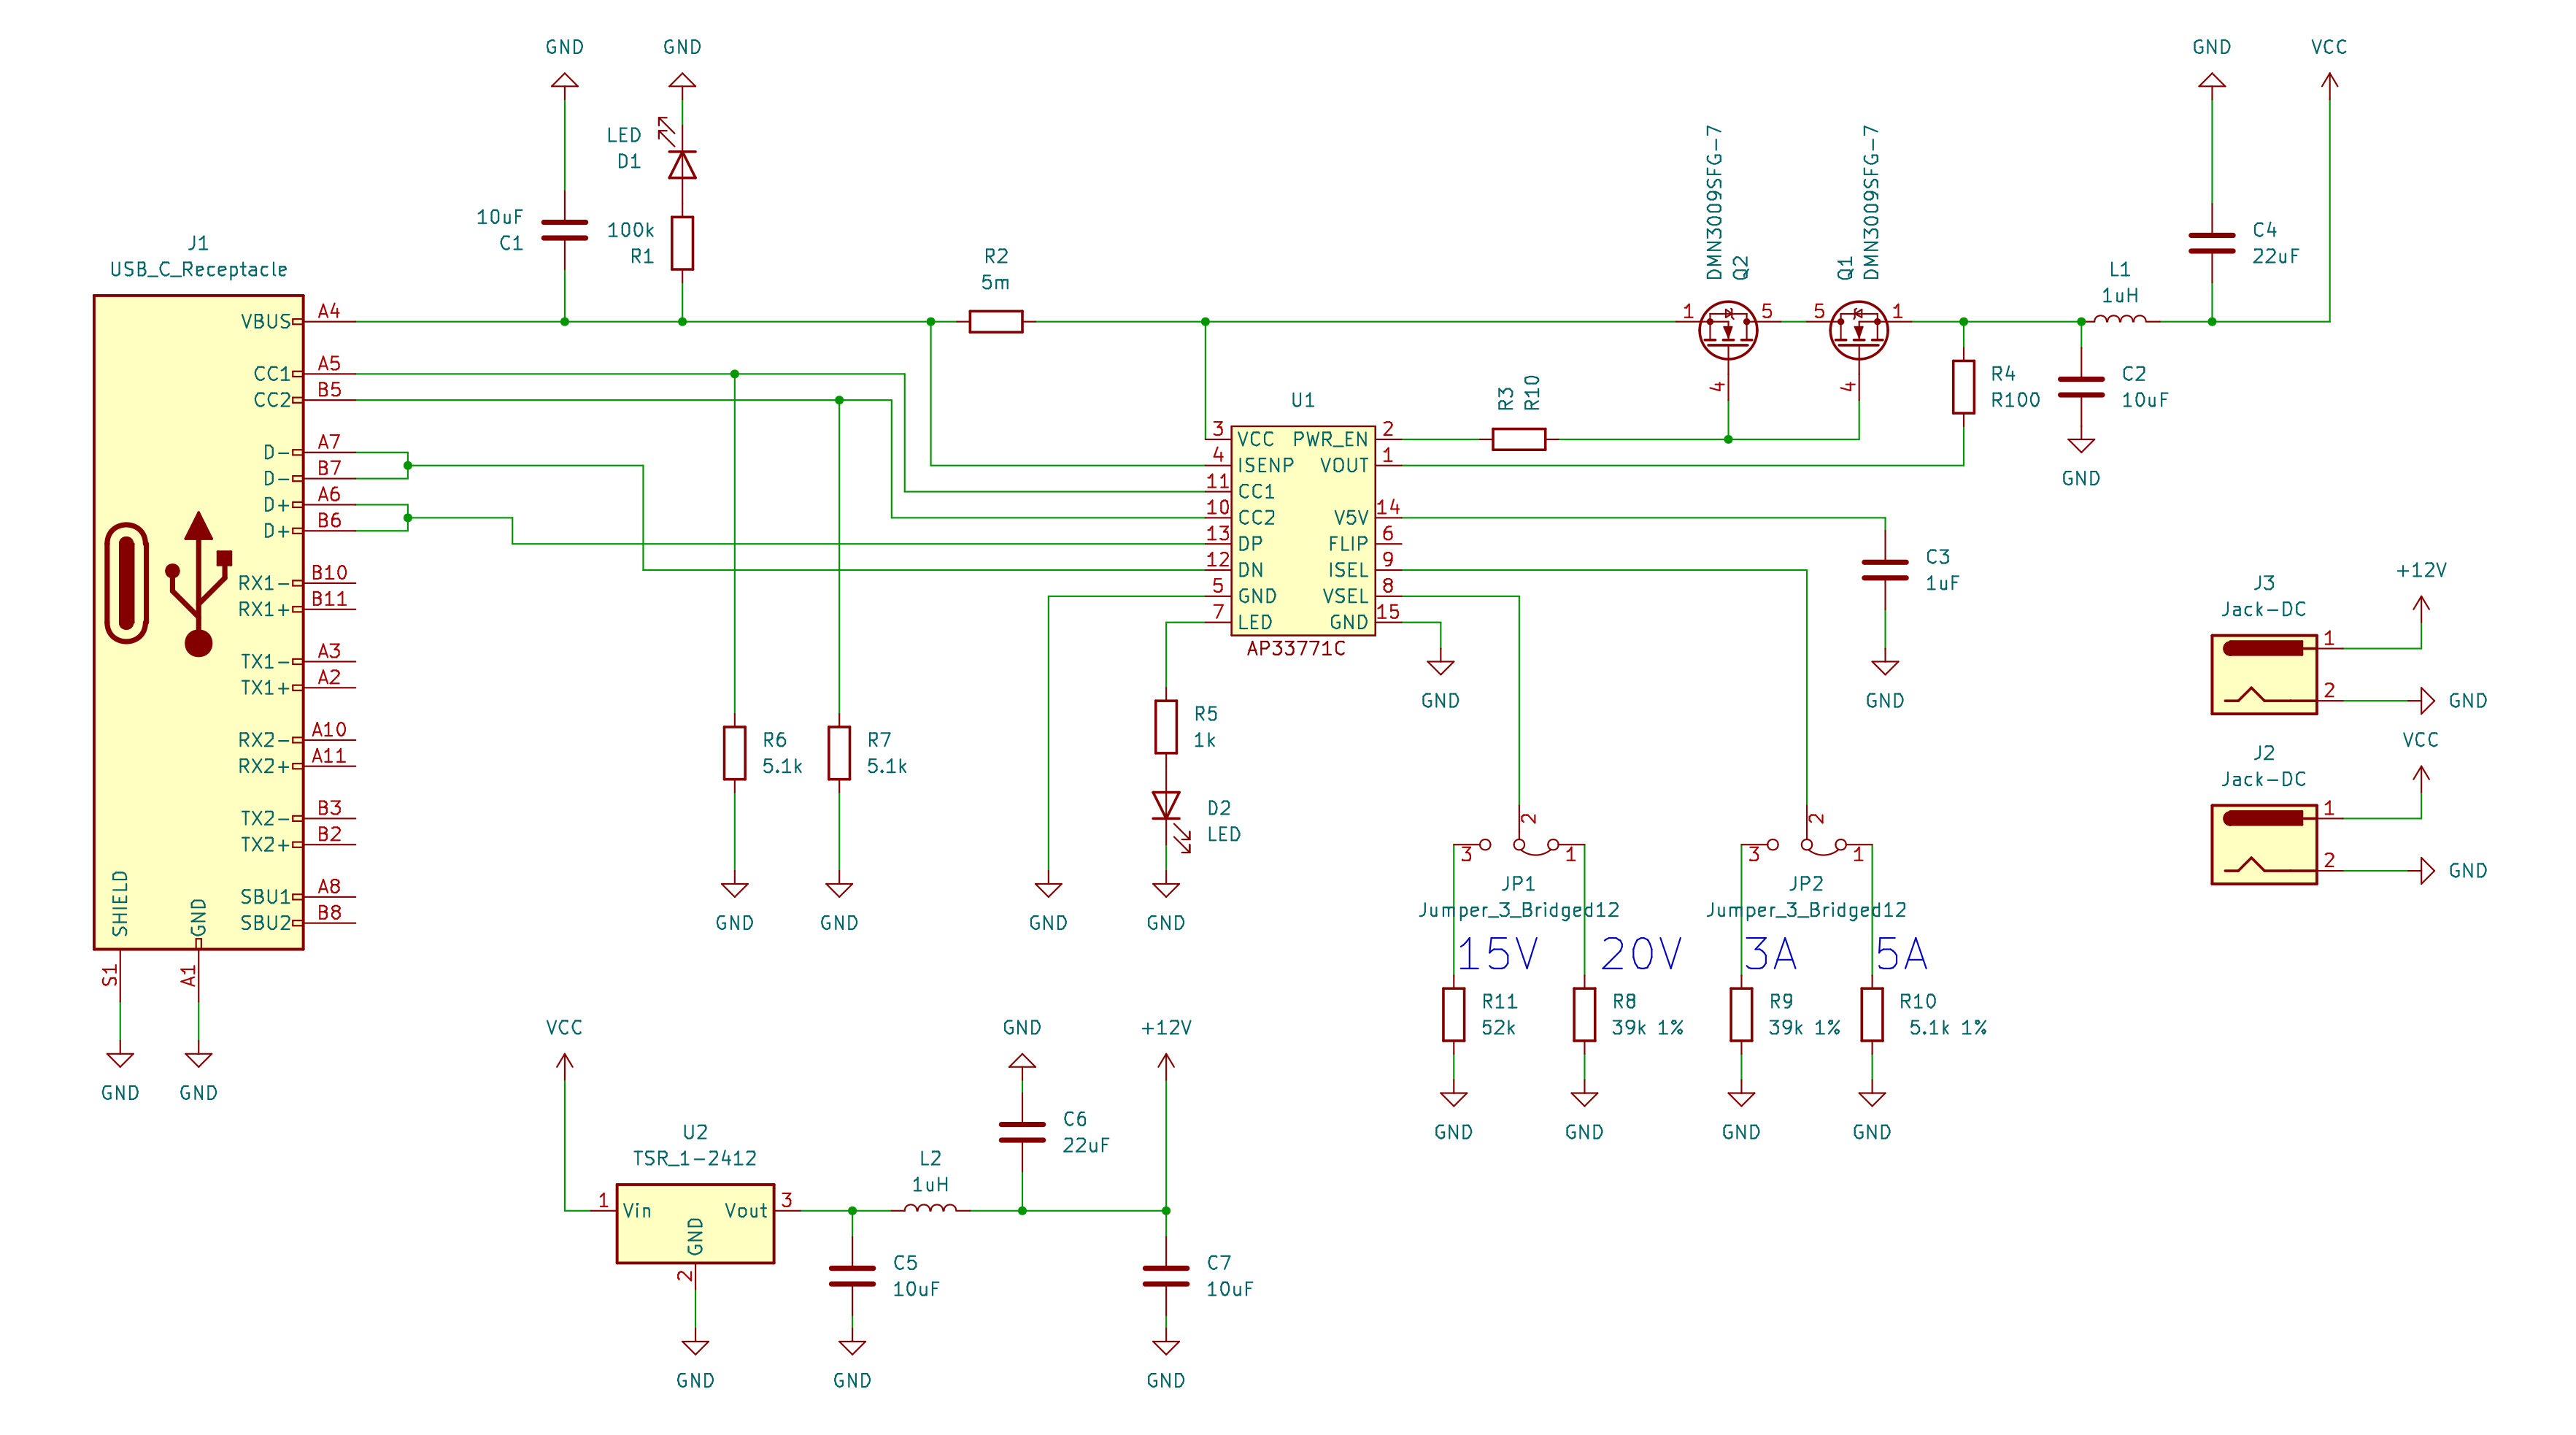 GND
GND
GND
VCC
LED
D1
DMN3009SFG-7
Q2
Q1
DMN3009SFG-7
10uF
C1
100k
R1
C4
22uF
J1
USB_C_Receptacle
R2
5m
L1
1uH
VBUS
A4
1
5
5
1
CC1
A5
CC2
B5
4
4
R3
R10
R4
R100
C2
10uF
GND
U1
3
VCC
PWR_EN
2
4
ISENP
VOUT
1
11
CC1
10
CC2
V5V
14
13
DP
FLIP
6
12
DN
ISEL
9
5
GND
VSEL
8
7
LED
GND
15
AP33771C
D-
A7
D-
B7
D+
A6
D+
B6
RX1-
B10
RX1+
B11
TX1-
A3
TX1+
A2
RX2-
A10
RX2+
A11
TX2-
B3
TX2+
B2
SBU1
A8
SBU2
B8
SHIELD
GND
S1
A1
GND
GND
C3
1uF
GND
GND
J3
Jack-DC
+12V
1
2
GND
J2
Jack-DC
VCC
1
2
GND
R6
5.1k
R7
5.1k
R5
1k
D2
LED
GND
GND
GND
GND
3
2
1
JP1
Jumper_3_Bridged12
3
2
1
JP2
Jumper_3_Bridged12
15V
20V
3A
5A
R11
52k
R8
39k 1%
R9
39k 1%
R10
5.1k 1%
GND
GND
GND
GND
VCC
GND
+12V
U2
TSR_1-2412
1
Vin
Vout
3
GND
2
L2
1uH
C6
22uF
C5
10uF
C7
10uF
GND
GND
GND